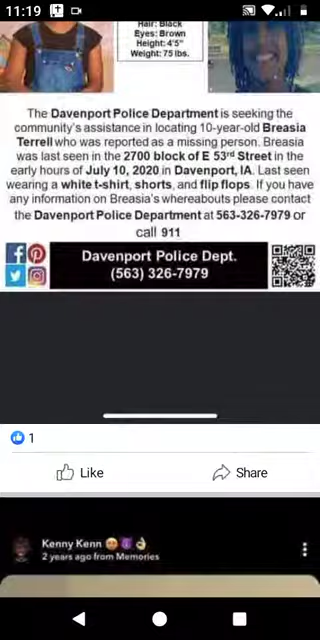 11:19
Hair: Black
Eyes: Brown
Height: 4'5"
Weight: 75 lbs.
The Davenport Police Department is seeking the
community's assistance in locating 10-year-old Breasia
Terrell who was reported as a missing person. Breasia
was last seen in the 2700 block of E 53rd Street in the
early hours of July 10, 2020 in Davenport, IA. Last seen
wearing a white t-shirt, shorts, and flip flops. If you have
any information on Breasia's whereabouts please contact
the Davenport Police Department at 563-326-7979 or
call 911
Davenport Police Dept.
(563) 326-7979
1
Like Share
Kenny Kenn
2 years ago from Memories